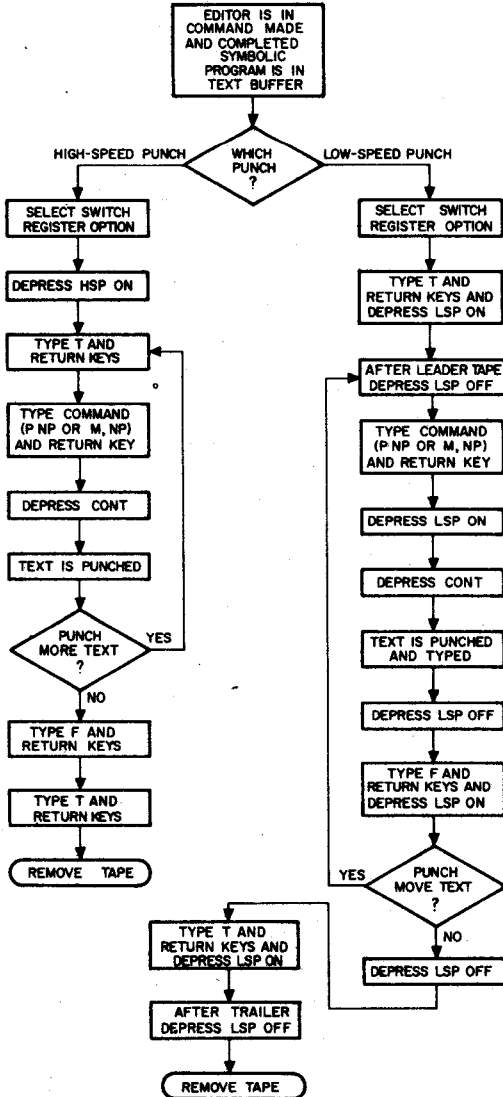 EDITOR IS IN
COMMAND MADE
AND COMPLETED
SYMBOLIC
PROGRAM IS IN
TEXT BUFFER
HIGH-SPEED PUNCH
WHICH
PUNCH
?
LOW-SPEED PUNCH
SELECT SWITCH
REGISTER OPTION
DEPRESS HSP ON
TYPE T AND
RETURN KEYS
TYPE COMMAND
(P NP OR M, NP)
AND RETURN KEY
DEPRESS CONT
TEXT IS PUNCHED
PUNCH
MORE TEXT
?
YES
NO
TYPE F AND
RETURN KEYS
TYPE T AND
RETURN KEYS
REMOVE TAPE
SELECT SWITCH
REGISTER OPTION
TYPE T AND
RETURN KEYS AND
DEPRESS LSP ON
AFTER LEADER TAPE
DEPRESS LSP OFF
TYPE COMMAND
(P NP OR M, NP)
AND RETURN KEY
DEPRESS LSP ON
DEPRESS CONT
TEXT IS PUNCHED
AND TYPED
DEPRESS LSP OFF
TYPE F AND
RETURN KEYS AND
DEPRESS LSP ON
YES
PUNCH
MOVE TEXT
?
NO
DEPRESS LSP OFF
TYPE T AND
RETURN KEYS AND
DEPRESS LSP ON
AFTER TRAILER
DEPRESS LSP OFF
REMOVE TAPE